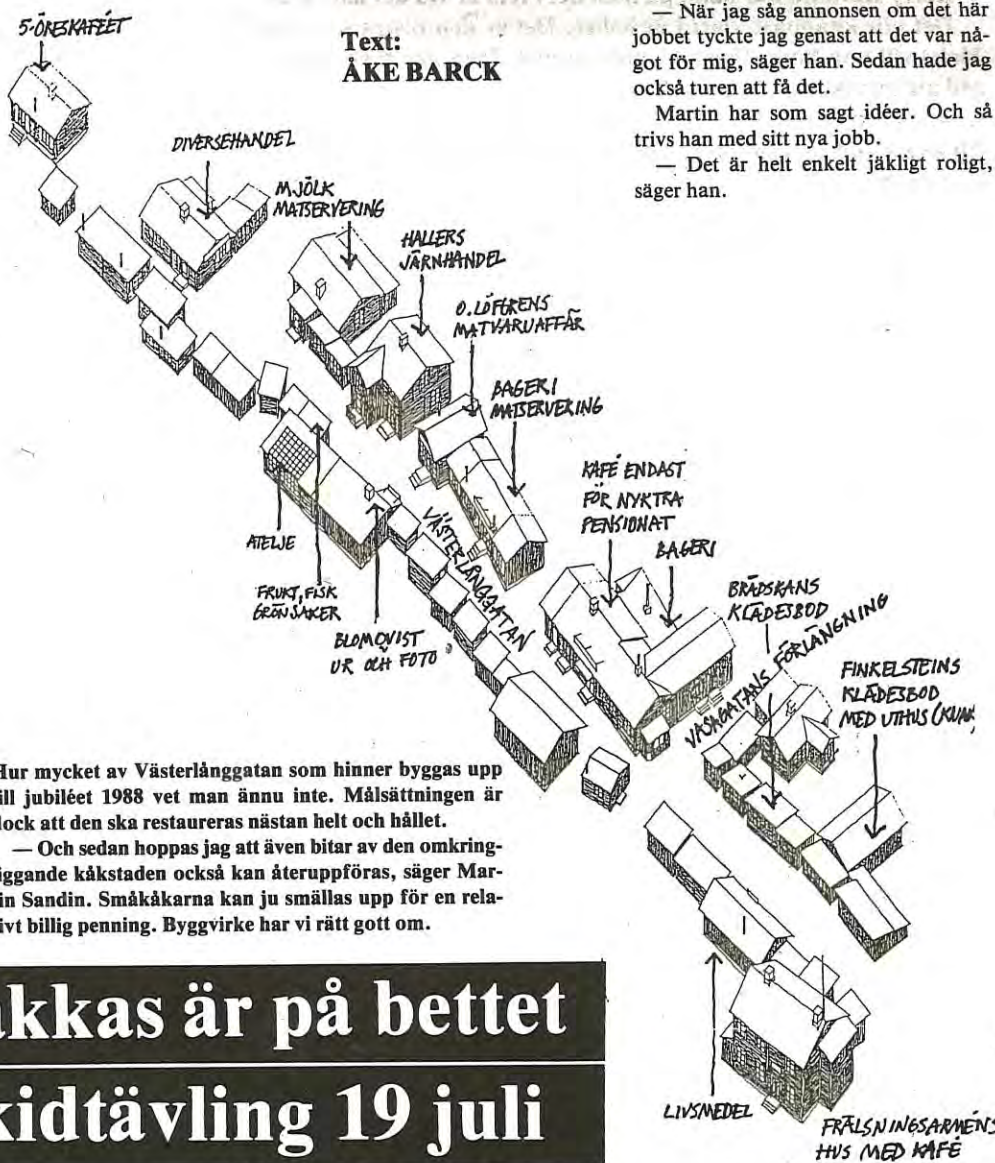 — När jag såg annonsen om det här
jobbet tyckte jag genast att det var nå-
got för mig, säger han. Sedan hade jag
också turen att få det.
Martin har som sagt idéer. Och så
trivs han med sitt nya jobb.
— Det är helt enkelt jäkligt roligt,
säger han.
Text:
ÅKE BARCK
5-ÖRESKAFÉET
DIVERSEHANDEL
MJÖLK
MATSERVERING
HALLERS
JÄRNHANDEL
O. LÖFGRENS
MATVARUAFFÄR
BAGERI
MATSERVERING
KAFÉ ENDAST
FÖR NYKTRA
PENSIONAT
BAGERI
BRÄDSKANS
KLÄDESBOD
VASAGATANS FÖRLÄNGNING
FINKELSTEINS
KLÄDESBOD
MED UTHUS
ATELJE
FRUKT, FISK
GRÖNSAKER
BLOMQVIST
UR OCH FOTO
VÄSTERLÅNGGATAN
LIVSMEDEL
FRÄLSNINGSARMÉNS
HUS MED KAFÉ
Hur mycket av Västerlånggatan som hinner byggas upp
ill jubiléet 1988 vet man ännu inte. Målsättningen är
lock att den ska restaureras nästan helt och hållet.
— Och sedan hoppas jag att även bitar av den omkring-
iggande kåkstaden också kan återuppföras, säger Mar-
in Sandin. Småkåkarna kan ju smällas upp för en rela-
ivt billig penning. Byggvirke har vi rätt gott om.
kkas är på bettet
kidtävling 19 juli